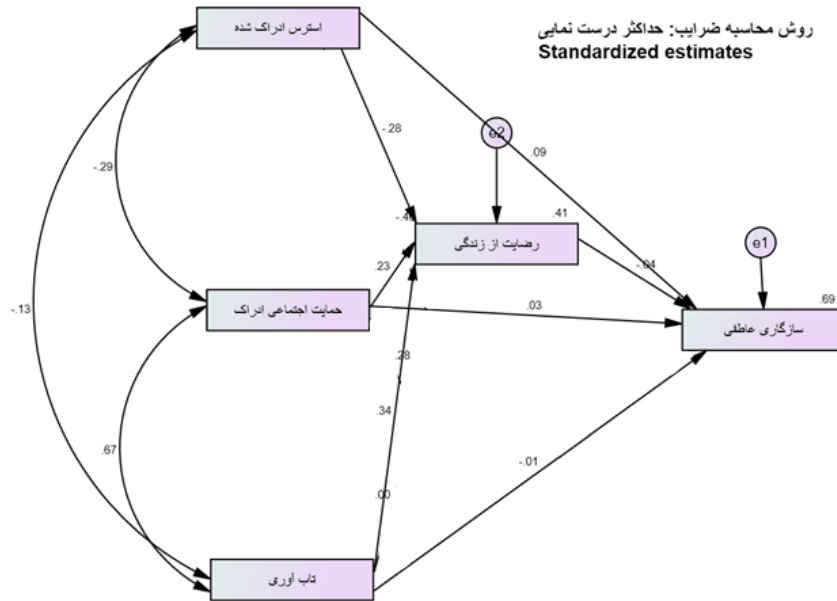 روش محاسبه ضرایب: حداکثر درست نمایی
Standardized estimates
استرس ادراک شده
-.28
e2
.09
-.29
.41
رضایت از زندگی
e1
.23
-.04
-.13
حمایت اجتماعی ادراک
.03
.69
سازگاری عاطفی
.28
.34
.67
-.01
.00
تاب آوری